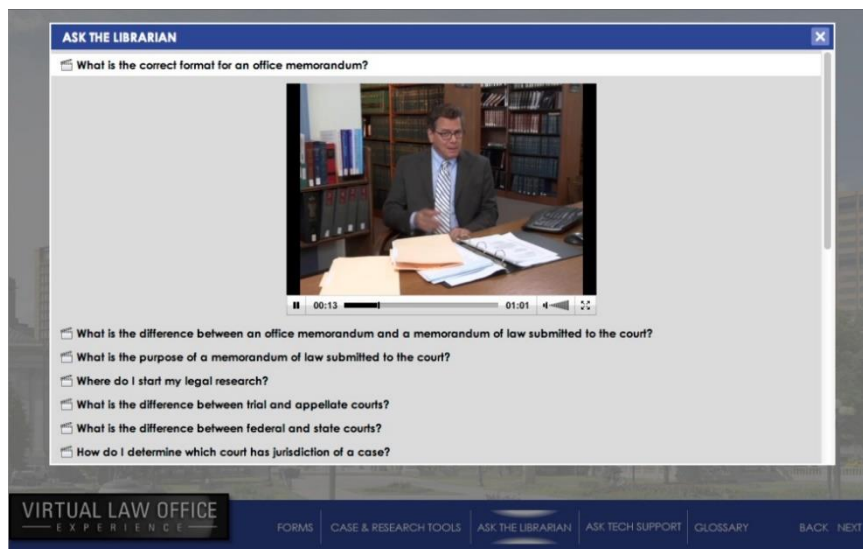 ASK THE LIBRARIAN
What is the correct format for an office memorandum?
00:13
01:01
What is the difference between an office memorandum and a memorandum of law submitted to the court?
What is the purpose of a memorandum of law submitted to the court?
Where do I start my legal research?
What is the difference between trial and appellate courts?
What is the difference between federal and state courts?
How do I determine which court has jurisdiction of a case?
VIRTUAL LAW OFFICE
EXPERIENCE
FORMS
CASE & RESEARCH TOOLS
ASK THE LIBRARIAN
ASK TECH SUPPORT
GLOSSARY
BACK
NEXT